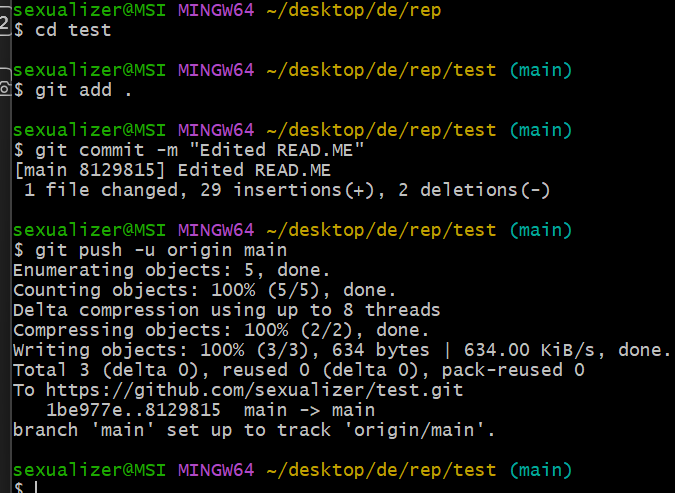 2
sexualizer@MSI MINGW64 ~/desktop/de/rep
$ cd test
sexualizer@MSI MINGW64 ~/desktop/de/rep/test (main)
$ git add .
sexualizer@MSI MINGW64 ~/desktop/de/rep/test (main)
$ git commit -m "Edited READ.ME"
[main 8129815] Edited READ.ME
 1 file changed, 29 insertions(+), 2 deletions(-)
sexualizer@MSI MINGW64 ~/desktop/de/rep/test (main)
$ git push -u origin main
Enumerating objects: 5, done.
Counting objects: 100% (5/5), done.
Delta compression using up to 8 threads
Compressing objects: 100% (2/2), done.
Writing objects: 100% (3/3), 634 bytes | 634.00 KiB/s, done.
Total 3 (delta 0), reused 0 (delta 0), pack-reused 0
To https://github.com/sexualizer/test.git
   1be977e..8129815  main -> main
branch 'main' set up to track 'origin/main'.
sexualizer@MSI MINGW64 ~/desktop/de/rep/test (main)
$